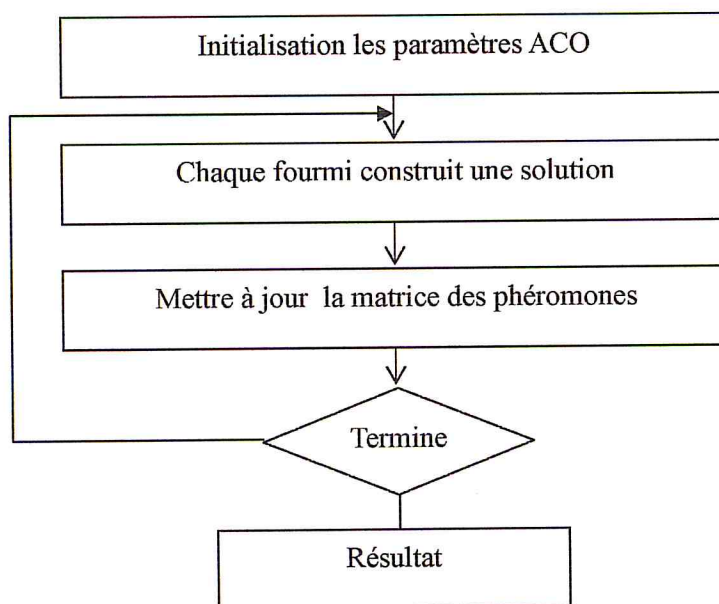 Initialisation les paramètres ACO
Chaque fourmi construit une solution
Mettre à jour la matrice des phéromones
Termine
Résultat